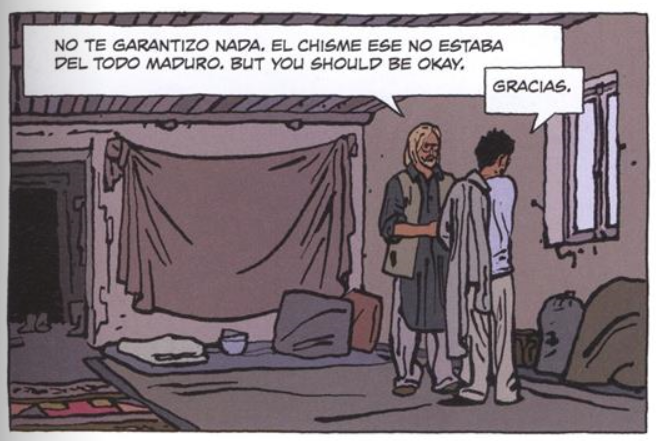 NO TE GARANTIZO NADA. EL CHISME ESE NO ESTABA
DEL TODO MADURO. BUT YOU SHOULD BE OKAY.
GRACIAS.